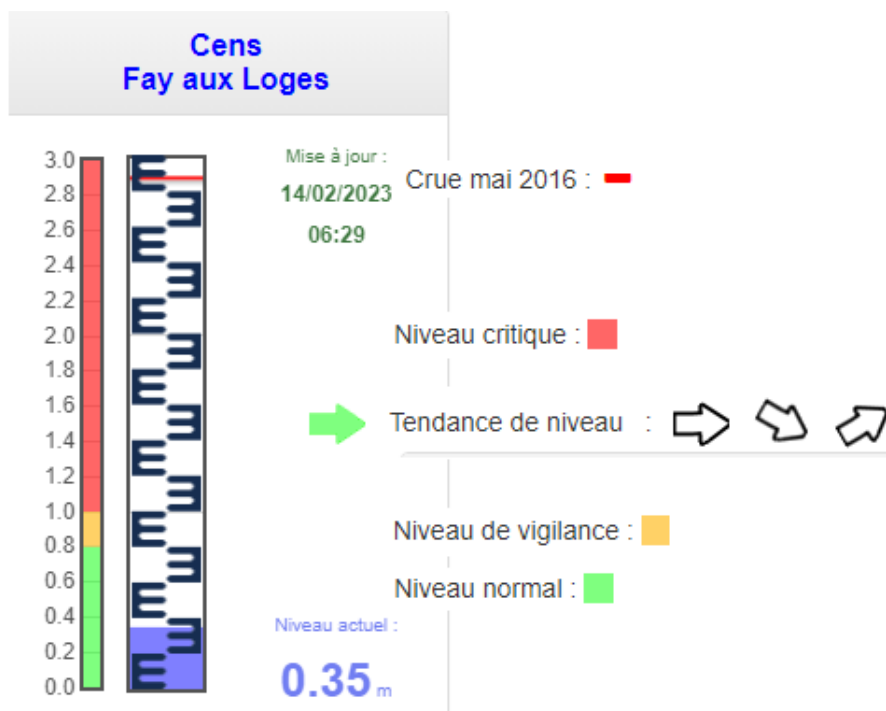 Cens
Fay aux Loges
Mise à jour :
14/02/2023
06:29
Crue mai 2016 :
3.0
2.8
2.6
2.4
2.2
2.0
1.8
1.6
1.4
1.2
1.0
0.8
0.6
0.4
0.2
0.0
Niveau critique :
Tendance de niveau :
Niveau de vigilance :
Niveau normal :
Niveau actuel :
0.35 m